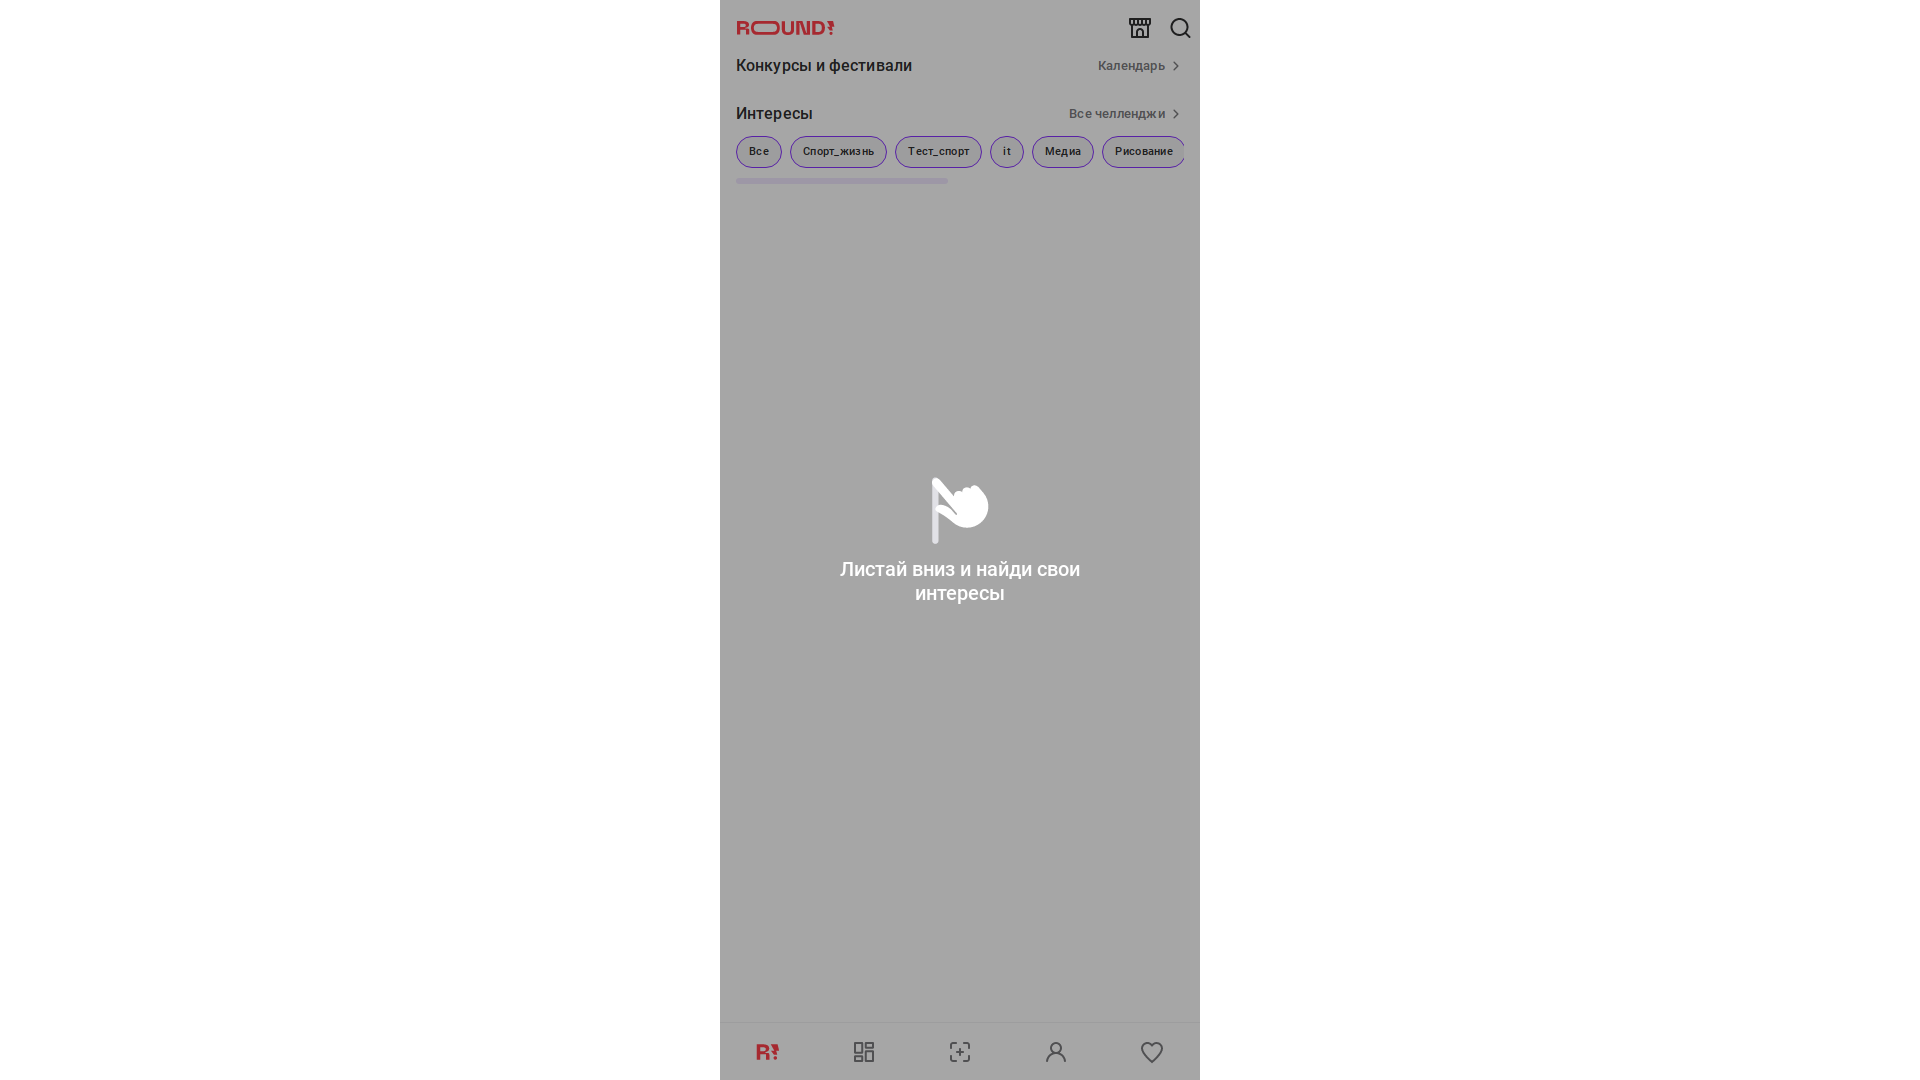 ROUND!
Конкурсы и фестивали
Календарь
Интересы
Все челленджи
Все
Спорт_жизнь
Тест_спорт
it
Медиа
Рисование
Листай вниз и найди свои
интересы
R!